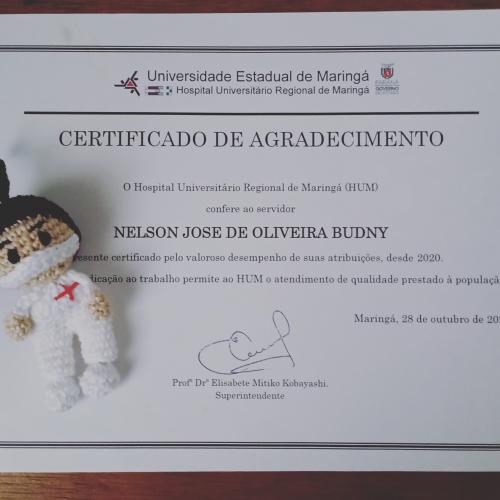 Universidade Estadual de Maringá
Hospital Universitário Regional de Maringá
PARANÁ
GOVERNO
CERTIFICADO DE AGRADECIMENTO
O Hospital Universitário Regional de Maringá (HUM)
confere ao servidor
NELSON JOSE DE OLIVEIRA BUDNY
presente certificado pelo valoroso desempenho de suas atribuições, desde 2020.
dicação ao trabalho permite ao HUM o atendimento de qualidade prestado à populaçã
Maringá, 28 de outubro de 20
Profª Drª Elisabete Mitiko Kobayashi.
Superintendente